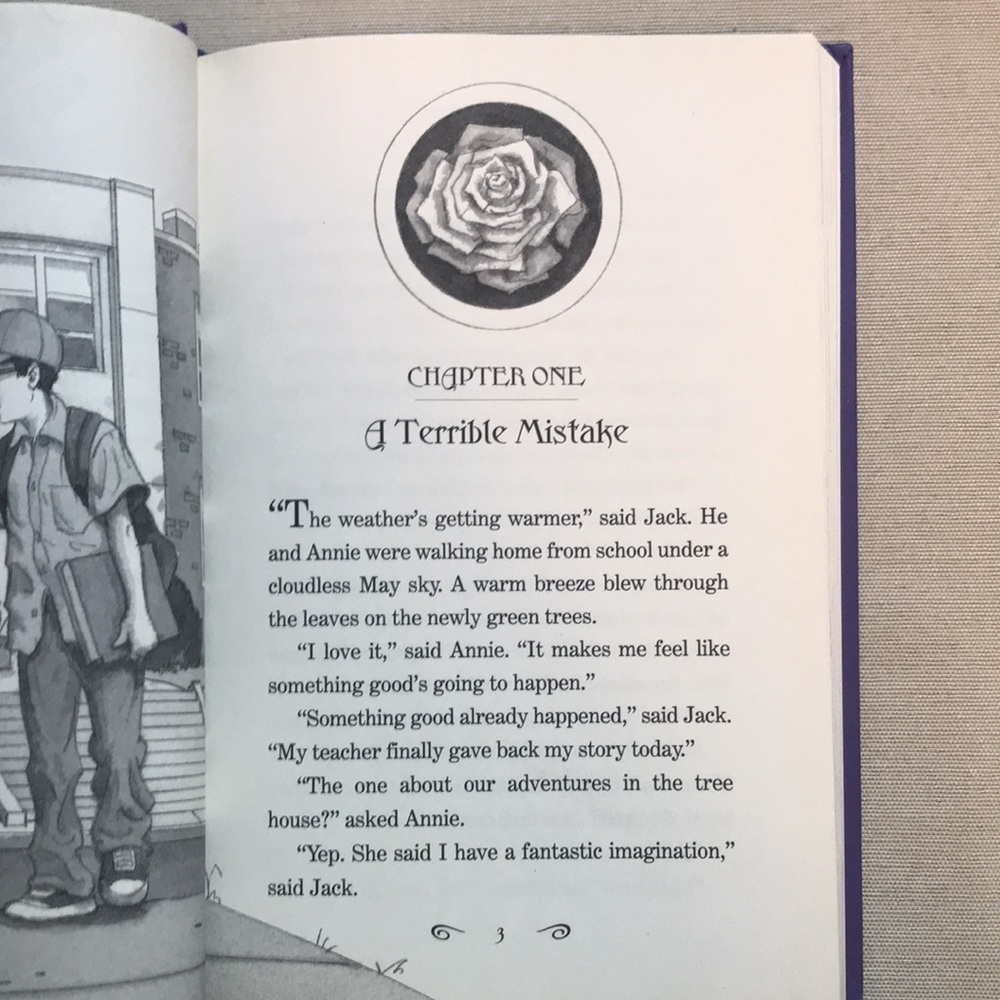 CHAPTER ONE
A Terrible Mistake
“The weather’s getting warmer,” said Jack. He
and Annie were walking home from school under a
cloudless May sky. A warm breeze blew through
the leaves on the newly green trees.
“I love it,” said Annie. “It makes me feel like
something good’s going to happen.”
“Something good already happened,” said Jack.
“My teacher finally gave back my story today.”
“The one about our adventures in the tree
house?” asked Annie.
“Yep. She said I have a fantastic imagination,”
said Jack.
3